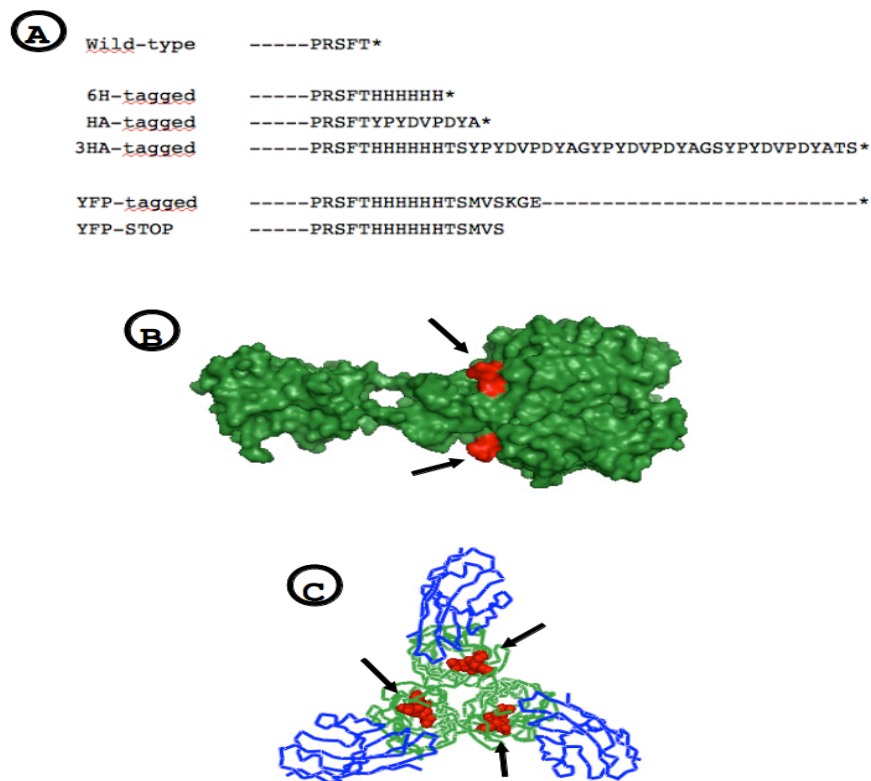 A
Wild-type -----PRSFT*
6H-tagged -----PRSFTHHHHHH*
HA-tagged -----PRSFTYPYDVPDYA*
3HA-tagged -----PRSFTHHHHHHTSYPYDVPDYAGYPYDVPDYAGSYPYDVPDYATS*
YFP-tagged -----PRSFTHHHHHHTSMVSKGE--------------------------*
YFP-STOP -----PRSFTHHHHHHTSMVS
B
C